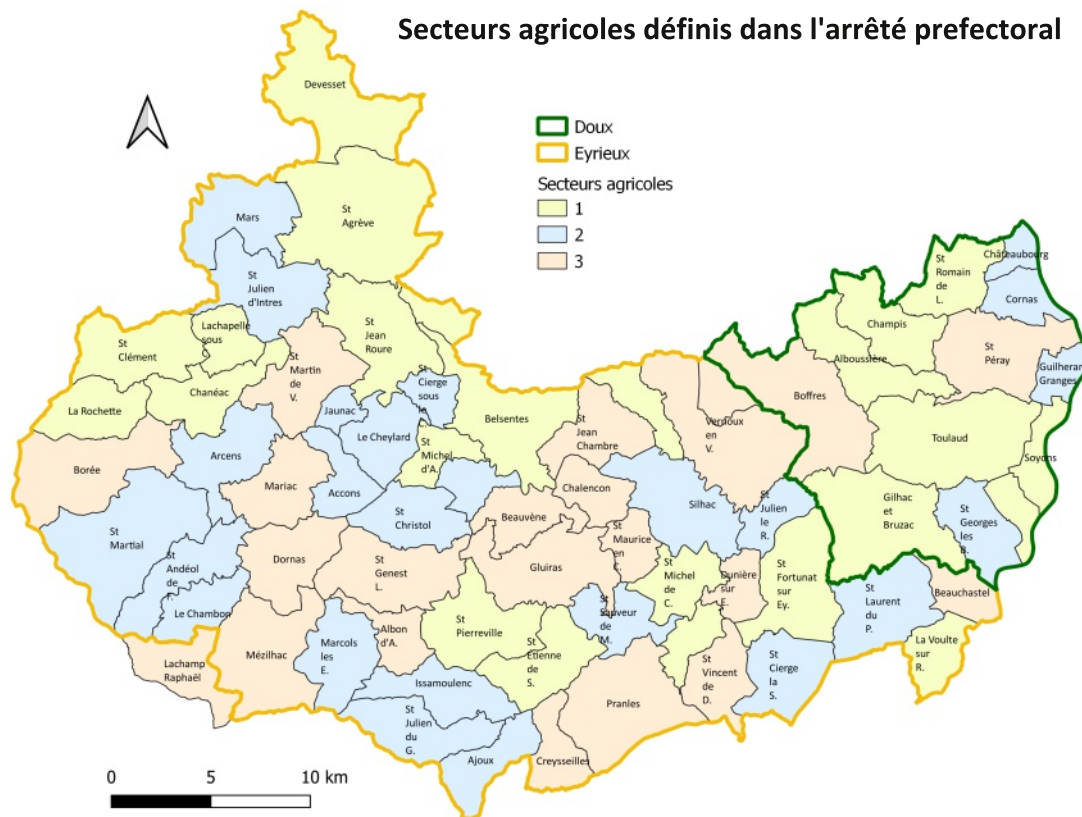 Secteurs agricoles définis dans l'arrêté prefectoral
Devesset
Doux
Eyrieux
Secteurs agricoles
1
2
3
Mars
St
Agrève
St
Julien
d'Intres
St
Romain
de L.
Châteaubourg
Cornas
St
Clément
Lachapelle
sous
St
Jean
Roure
Champis
St
Péray
Alboussière
Guilheran
Granges
St
Martin
de V.
St
Cierge
sous
le
La Rochette
Chanéac
Jaunac
Le Cheylard
Belsentes
Boffres
St
Jean
Chambre
Vernoux
en
V.
Toulaud
Soyons
Borée
Arcens
St
Michel
d'A.
Mariac
Accons
Chalencon
Silhac
St
Julien
le R.
Gilhac
et
Bruzac
St
Georges
les
B.
St
Christol
Beauvène
St
Martial
St
Maurice
en
C.
St
Andéol
de
F.
Dornas
St
Genest
L.
Gluiras
St
Michel
de
C.
Dunière
sur
E.
St
Fortunat
sur
Ey.
Beauchastel
Le Chambon
St
Sauveur
de
M.
St
Laurent
du
P.
St
Pierreville
Albon
d'A.
Marcols
les
E.
La Voulte
sur
R.
St
Etienne
de
S.
Lachamp
Raphaël
Mézilhac
St
Vincent
de
D.
St
Cierge
la
S.
Issamoulenc
Pranles
St
Julien
du
G.
Ajoux
Creysseilles
0 5 10 km